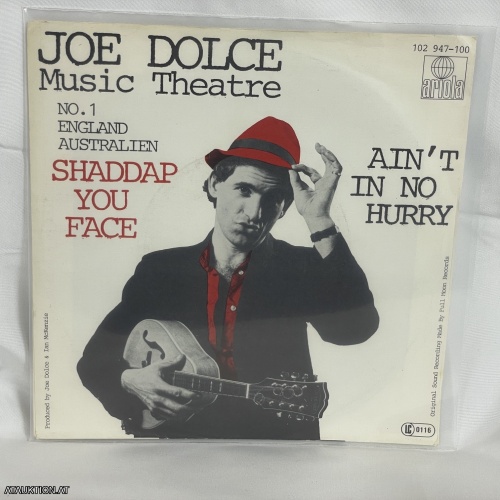 JOE DOLCE
Music Theatre
102 947-100
ariola
NO.1
ENGLAND
AUSTRALIEN
SHADDAP
YOU
FACE
AIN'T
IN NO
HURRY
Produced by Joe Dolce & Ian McKenzie
Original Sound Recording Made By Full Moon Records
LC 0116
ATAUKTION.AT